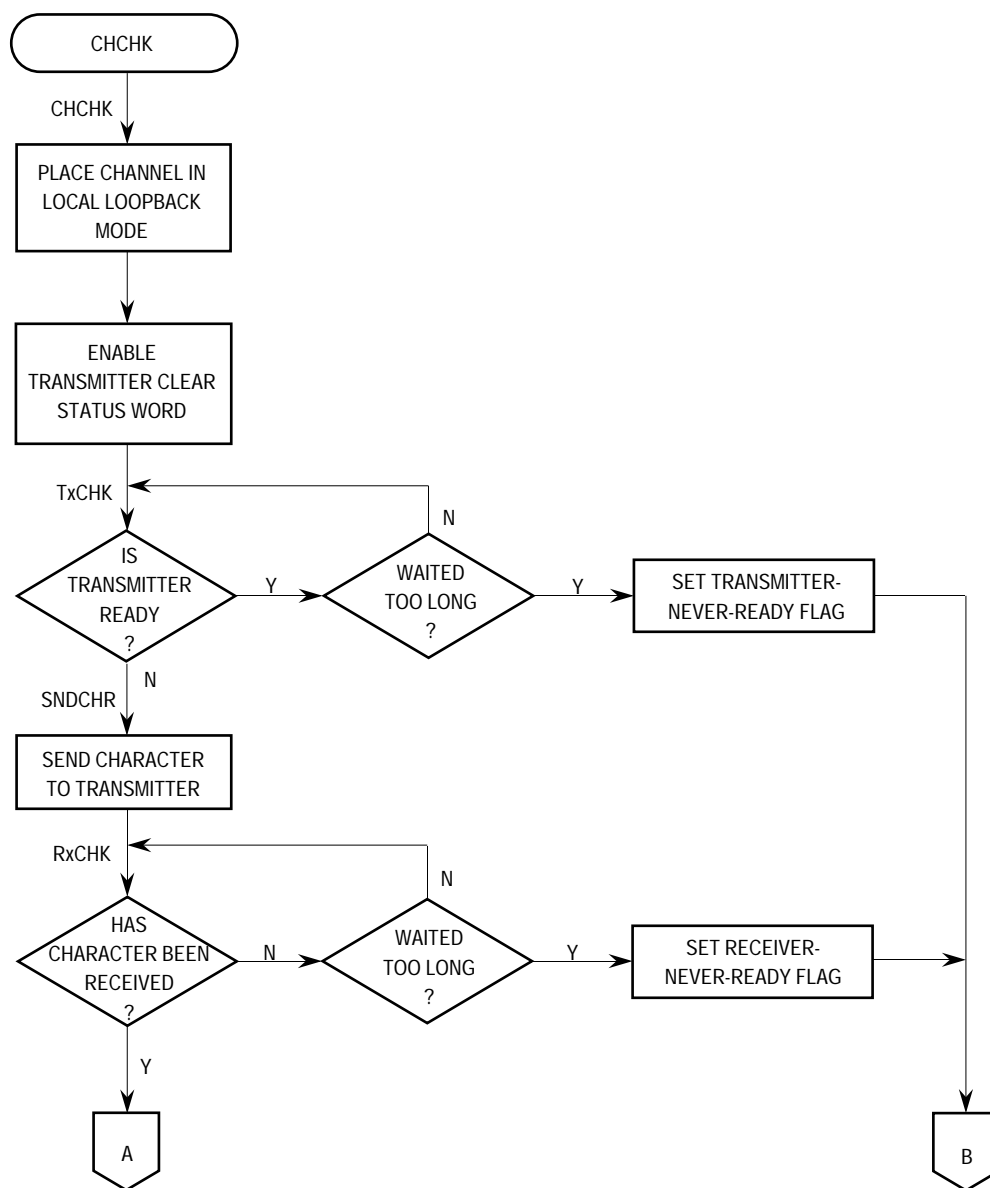 CHCHK
CHCHK
PLACE CHANNEL IN
LOCAL LOOPBACK
MODE
ENABLE
TRANSMITTER CLEAR
STATUS WORD
TxCHK
N
IS
TRANSMITTER
READY
?
Y
WAITED
TOO LONG
?
Y
SET TRANSMITTER-
NEVER-READY FLAG
N
SNDCHR
SEND CHARACTER
TO TRANSMITTER
RxCHK
N
HAS
CHARACTER BEEN
RECEIVED
?
N
WAITED
TOO LONG
?
Y
SET RECEIVER-
NEVER-READY FLAG
Y
A
B